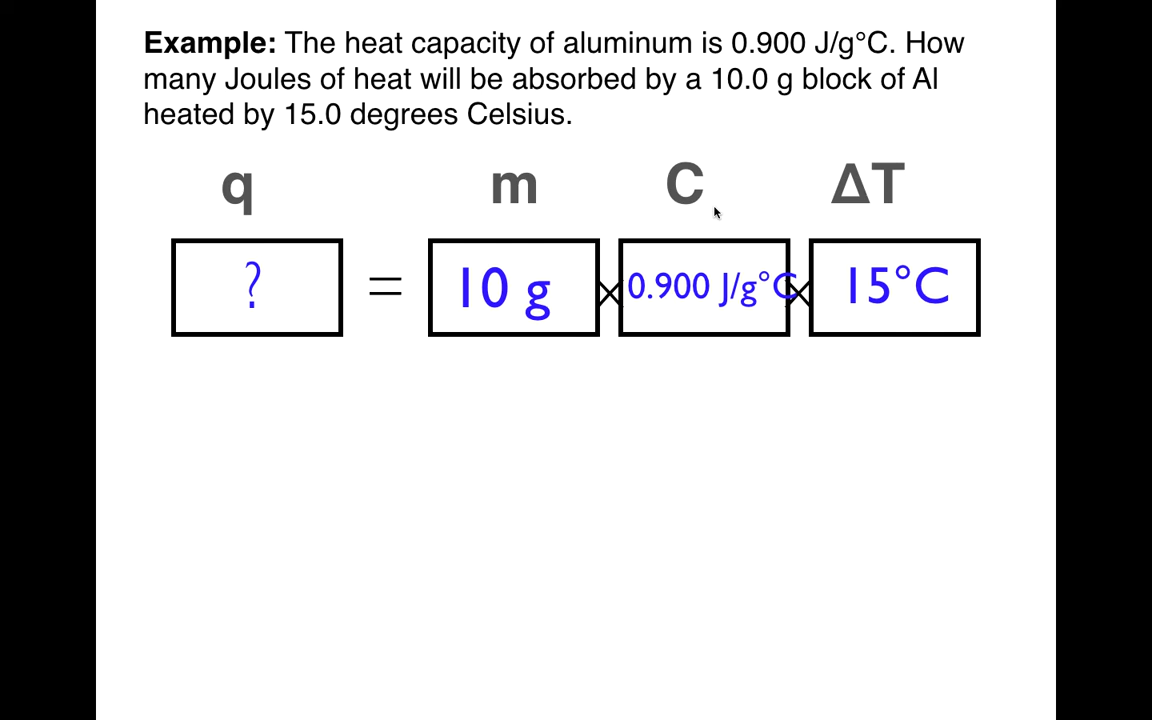 Example: The heat capacity of aluminum is 0.900 J/g°C. How
many Joules of heat will be absorbed by a 10.0 g block of Al
heated by 15.0 degrees Celsius.
q m C ΔT
? = 10 g × 0.900 J/g°C × 15°C